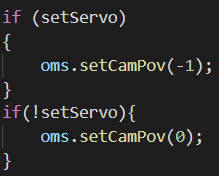 if (setServo)
{
    oms.setCamPov(-1);
}
if(!setServo){
    oms.setCamPov(0);
}